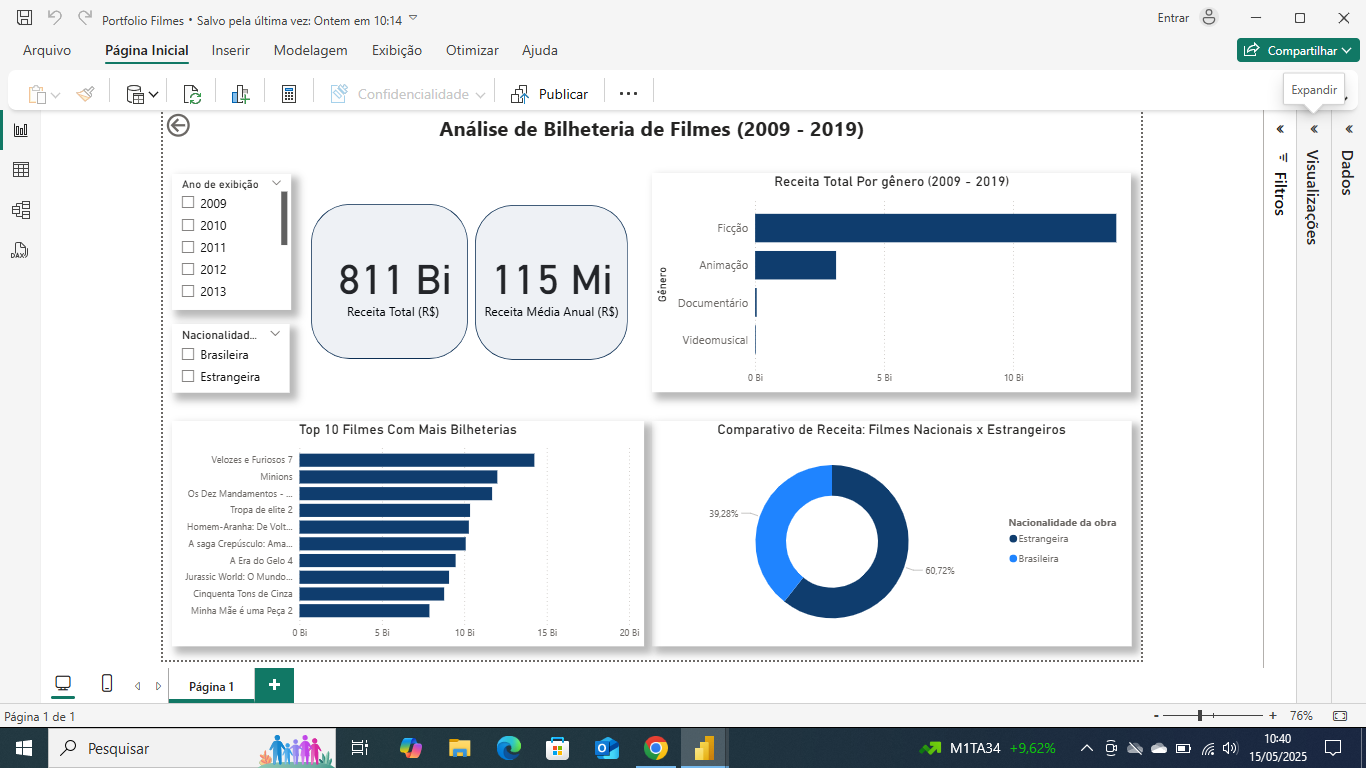 Portfolio Filmes • Salvo pela última vez: Ontem em 10:14
Entrar
Arquivo
Página Inicial
Inserir
Modelagem
Exibição
Otimizar
Ajuda
Compartilhar
Confidencialidade
Publicar
Expandir
Análise de Bilheteria de Filmes (2009 - 2019)
Ano de exibição
2009
2010
2011
2012
2013
Nacionalidad...
Brasileira
Estrangeira
811 Bi
Receita Total (R$)
115 Mi
Receita Média Anual (R$)
Receita Total Por gênero (2009 - 2019)
Gênero
Ficção
Animação
Documentário
Videomusical
0 Bi
5 Bi
10 Bi
Top 10 Filmes Com Mais Bilheterias
Velozes e Furiosos 7
Minions
Os Dez Mandamentos - ...
Tropa de elite 2
Homem-Aranha: De Volt...
A saga Crepúsculo: Ama...
A Era do Gelo 4
Jurassic World: O Mundo...
Cinquenta Tons de Cinza
Minha Mãe é uma Peça 2
0 Bi
5 Bi
10 Bi
15 Bi
20 Bi
Comparativo de Receita: Filmes Nacionais x Estrangeiros
39,28%
60,72%
Nacionalidade da obra
Estrangeira
Brasileira
Filtros
Visualizações
Dados
DAX
Página 1
Página 1 de 1
76%
Pesquisar
M1TA34 +9,62%
10:40
15/05/2025